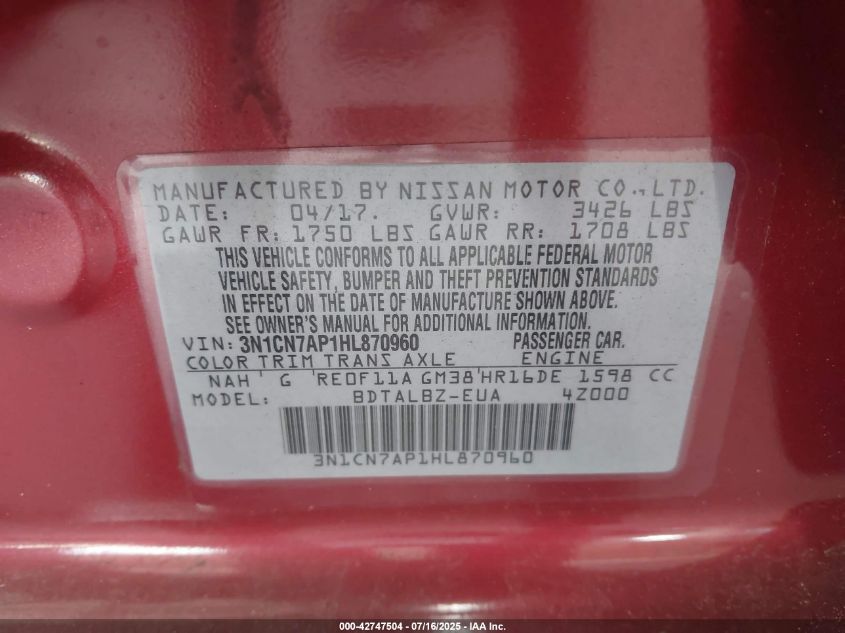 MANUFACTURED BY NISSAN MOTOR CO.,LTD.
DATE: 04/17. GVWR: 3426 LBS
GAWR FR: 1750 LBS GAWR RR: 1708 LBS
THIS VEHICLE CONFORMS TO ALL APPLICABLE FEDERAL MOTOR
VEHICLE SAFETY, BUMPER AND THEFT PREVENTION STANDARDS
IN EFFECT ON THE DATE OF MANUFACTURE SHOWN ABOVE.
SEE OWNER'S MANUAL FOR ADDITIONAL INFORMATION.
VIN: 3N1CN7AP1HL870960 PASSENGER CAR.
COLOR TRIM TRANS AXLE ENGINE
NAH G RE0F11A GM38 HR16DE 1598 CC
MODEL: BDTALBZ-EUA 4Z000
3N1CN7AP1HL870960
000-42747504 - 07/16/2025 - IAA Inc.